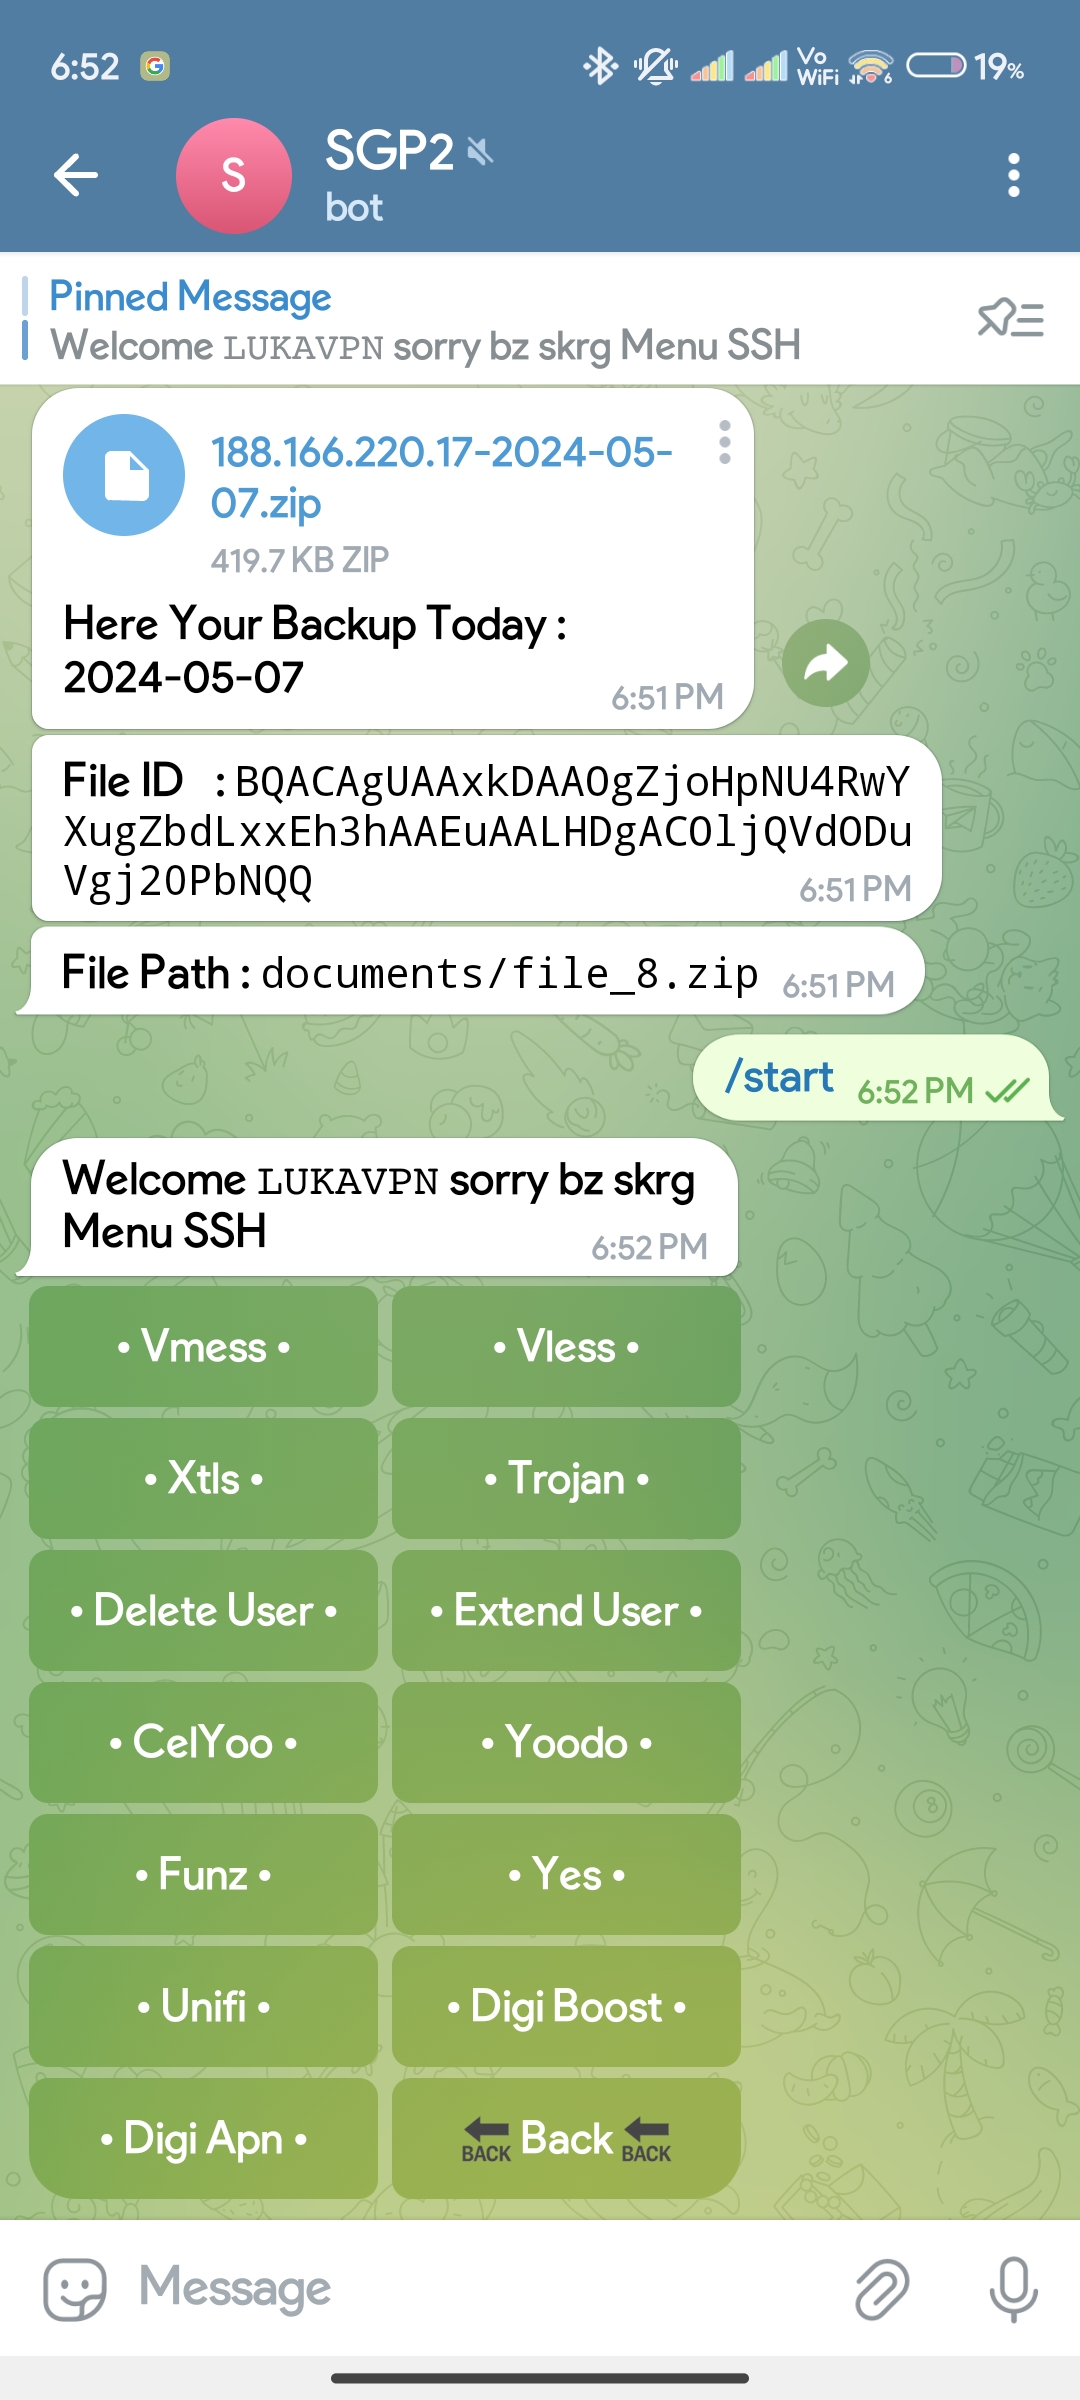 6:52
Vo WiFi 6 19%
S
SGP2
bot
Pinned Message
Welcome LUKAVPN sorry bz skrg Menu SSH
188.166.220.17-2024-05-
07.zip
419.7 KB ZIP
Here Your Backup Today :
2024-05-07
6:51 PM
File ID : BQACAgUAAxkDAAOgZjoHpNU4RwY
XugZbdLxxEh3hAAEuAALHDgACOljQVdODu
Vgj20PbNQQ
6:51 PM
File Path : documents/file_8.zip 6:51 PM
/start 6:52 PM
Welcome LUKAVPN sorry bz skrg
Menu SSH
6:52 PM
• Vmess • • Vless •
• Xtls • • Trojan •
• Delete User • • Extend User •
• CelYoo • • Yoodo •
• Funz • • Yes •
• Unifi • • Digi Boost •
• Digi Apn • BACK Back BACK
Message